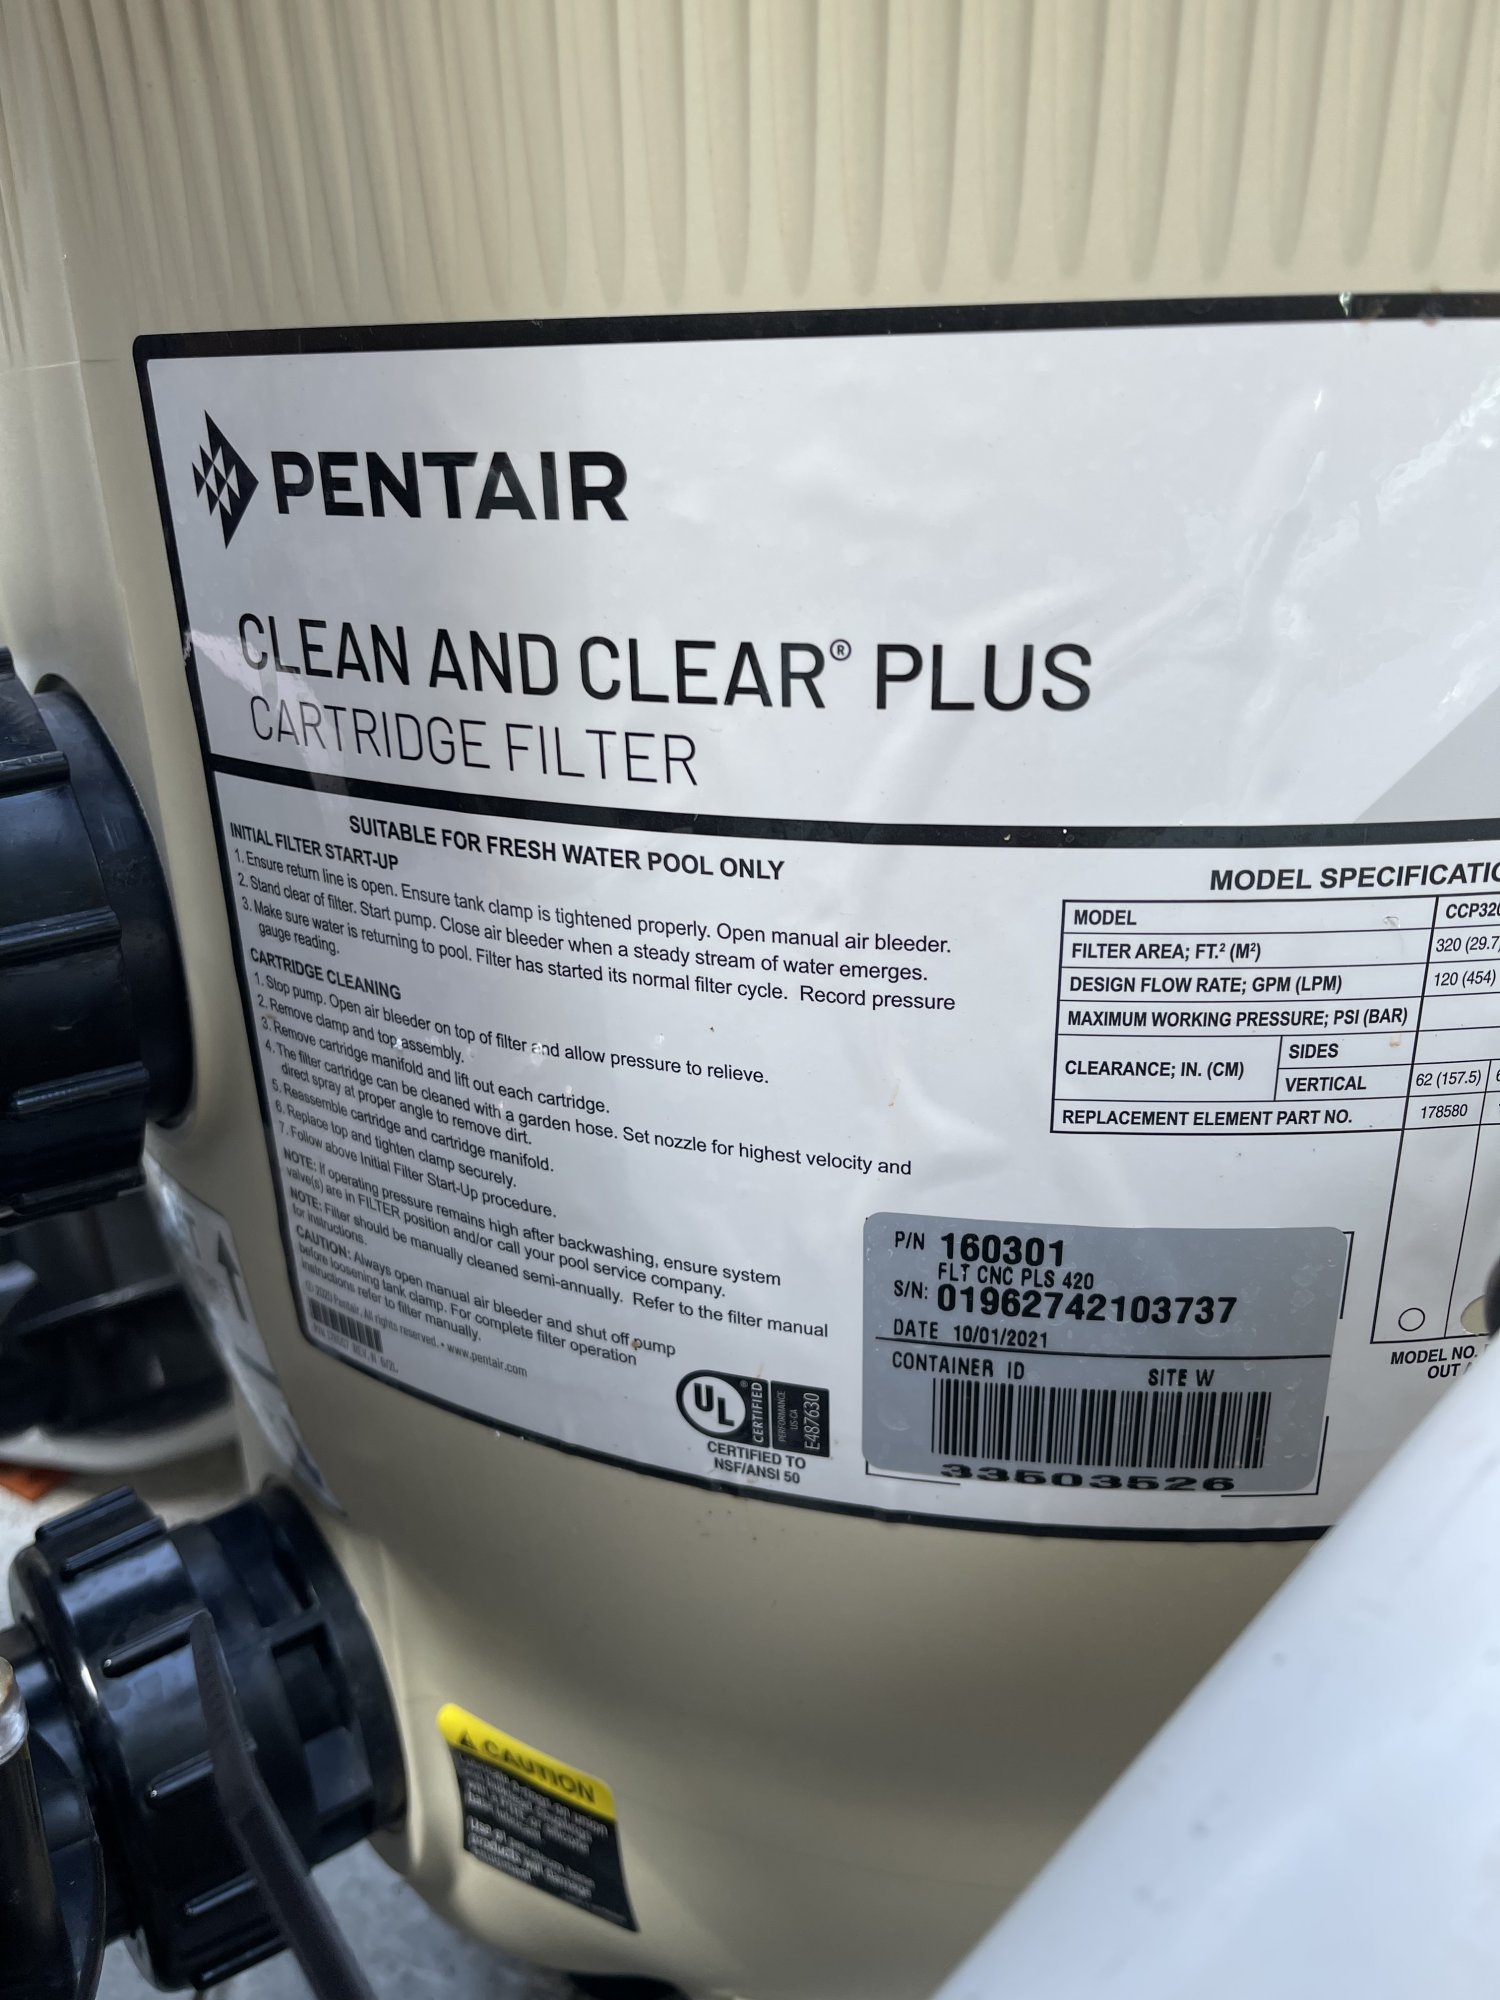 PENTAIR
CLEAN AND CLEAR® PLUS
CARTRIDGE FILTER
SUITABLE FOR FRESH WATER POOL ONLY
INITIAL FILTER START-UP
1. Ensure return line is open. Ensure tank clamp is tightened properly. Open manual air bleeder.
2. Stand clear of filter. Start pump. Close air bleeder when a steady stream of water emerges.
3. Make sure water is returning to pool. Filter has started its normal filter cycle. Record pressure
gauge reading.
CARTRIDGE CLEANING
1. Stop pump. Open air bleeder on top of filter and allow pressure to relieve.
2. Remove clamp and top assembly.
3. Remove cartridge manifold and lift out each cartridge.
4. The filter cartridge can be cleaned with a garden hose. Set nozzle for highest velocity and
direct spray at proper angle to remove dirt.
5. Reassemble cartridge and cartridge manifold.
6. Replace top and tighten clamp securely.
7. Follow above Initial Filter Start-Up procedure.
NOTE: If operating pressure remains high after backwashing, ensure system
valve(s) are in FILTER position and/or call your pool service company.
NOTE: Filter should be manually cleaned semi-annually. Refer to the filter manual
for instructions.
CAUTION: Always open manual air bleeder and shut off pump
before loosening tank clamp. For complete filter operation
instructions refer to filter manually.
© 2020 Pentair. All rights reserved. • www.pentair.com
UL ® CERTIFIED
PERFORMANCE
US-CA
E487630
CERTIFIED TO
NSF/ANSI 50
MODEL SPECIFICATIO
MODEL CCP320
FILTER AREA; FT.² (M²) 320 (29.7
DESIGN FLOW RATE; GPM (LPM) 120 (454)
MAXIMUM WORKING PRESSURE; PSI (BAR)
CLEARANCE; IN. (CM) SIDES
VERTICAL 62 (157.5)
REPLACEMENT ELEMENT PART NO. 178580
MODEL NO.
OUT
P/N 160301
FLT CNC PLS 420
S/N: 01962742103737
DATE 10/01/2021
CONTAINER ID SITE W
33503526
CAUTION